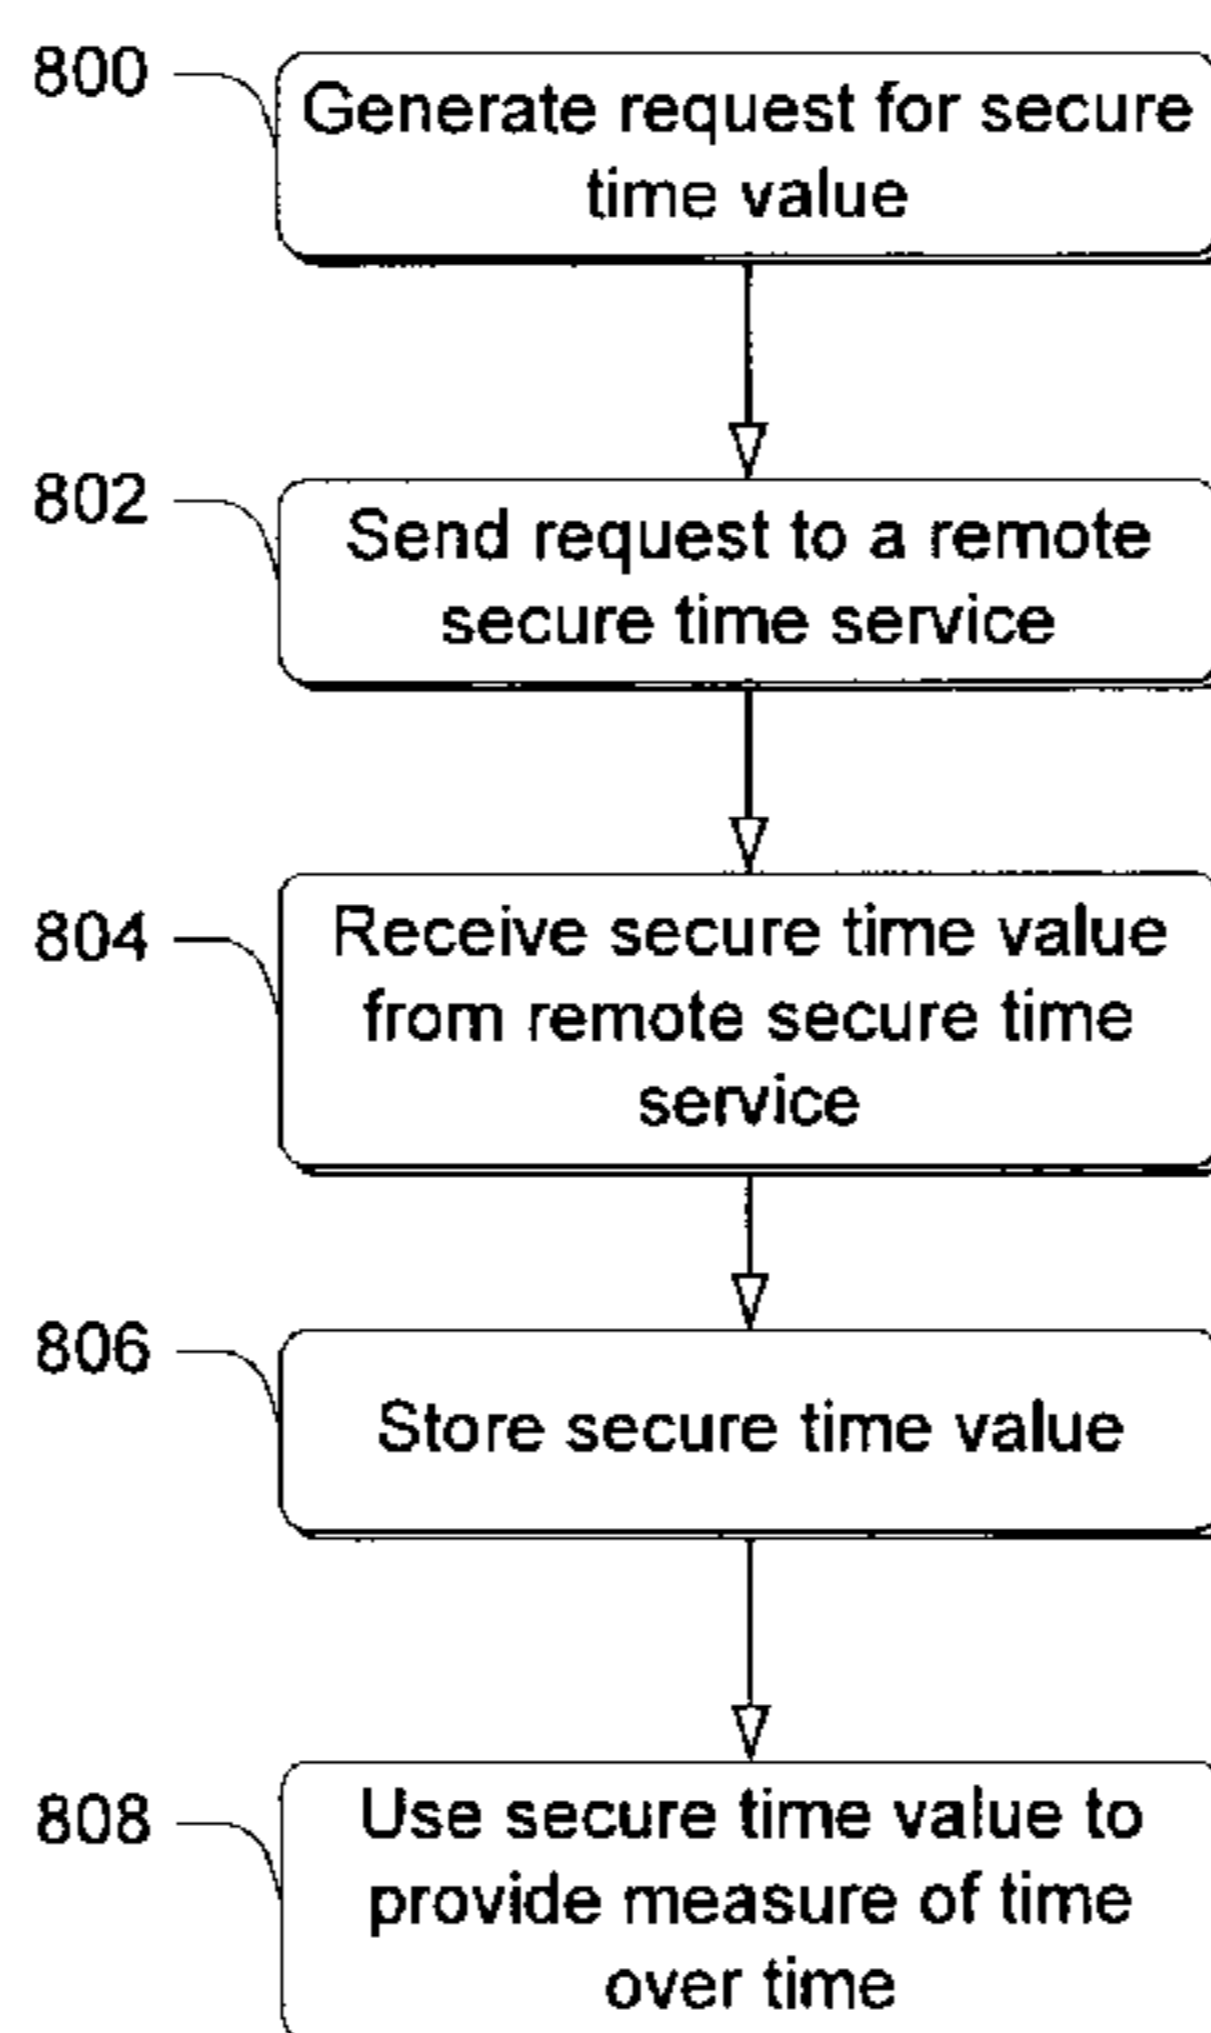 800
Generate request for secure
time value
802
Send request to a remote
secure time service
804
Receive secure time value
from remote secure time
service
806
Store secure time value
808
Use secure time value to
provide measure of time
over time